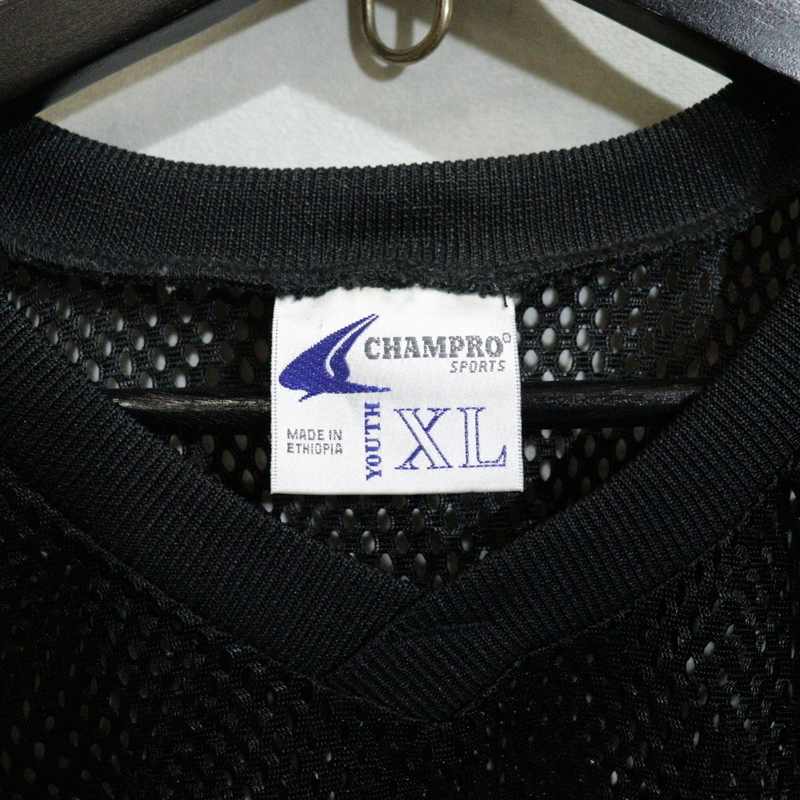 CHAMPRO
SPORTS
MADE IN
ETHIOPIA
YOUTH
XL